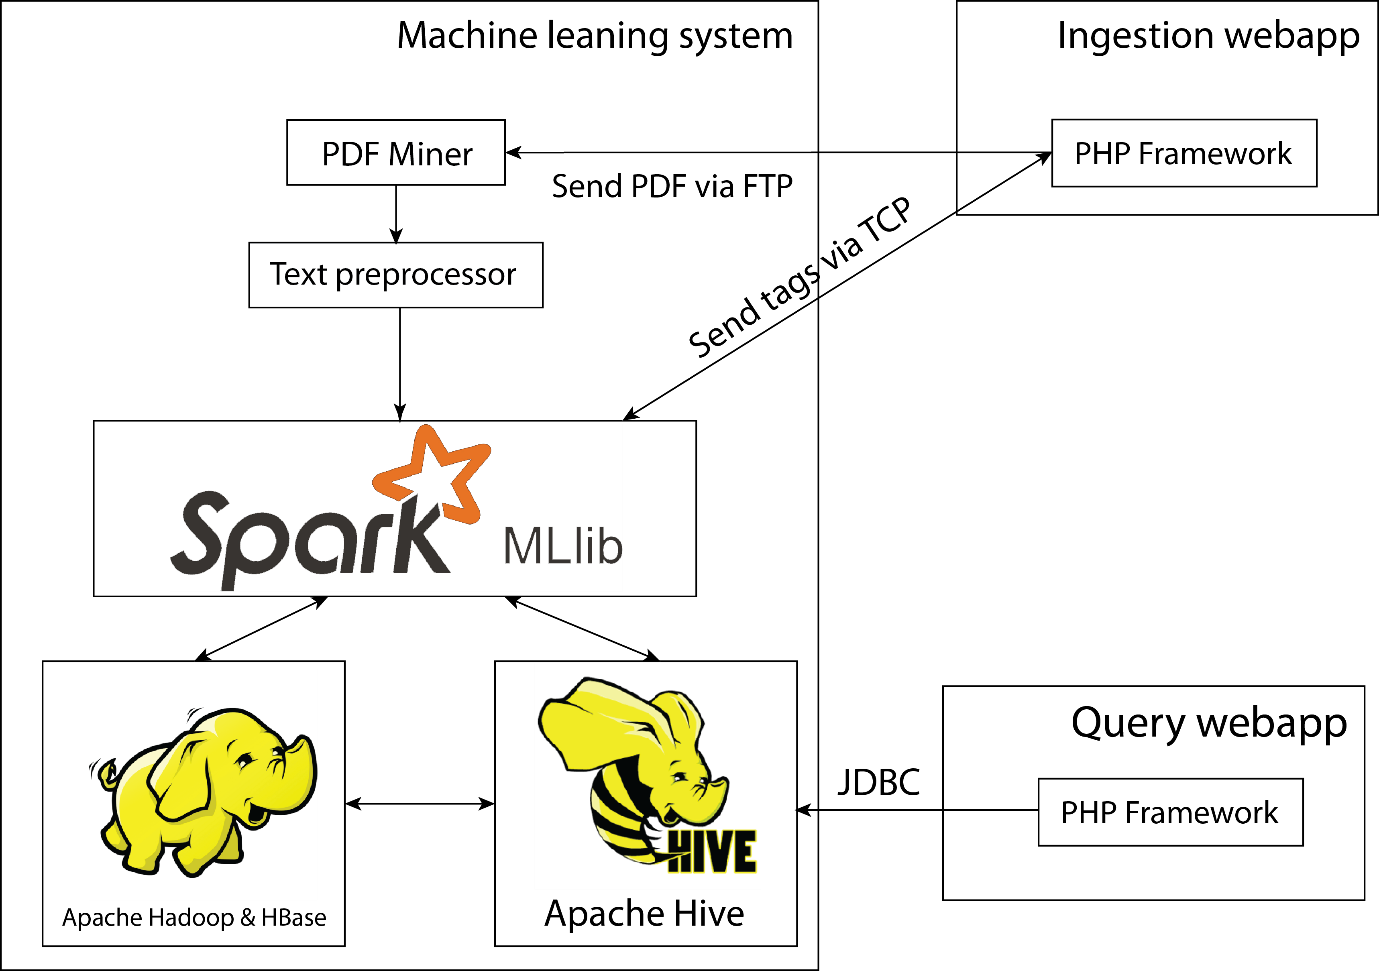 Machine leaning system
Ingestion webapp
PDF Miner
PHP Framework
Send PDF via FTP
Send tags via TCP
Text preprocessor
Spark MLlib
Query webapp
JDBC
PHP Framework
HIVE
Apache Hadoop & HBase
Apache Hive